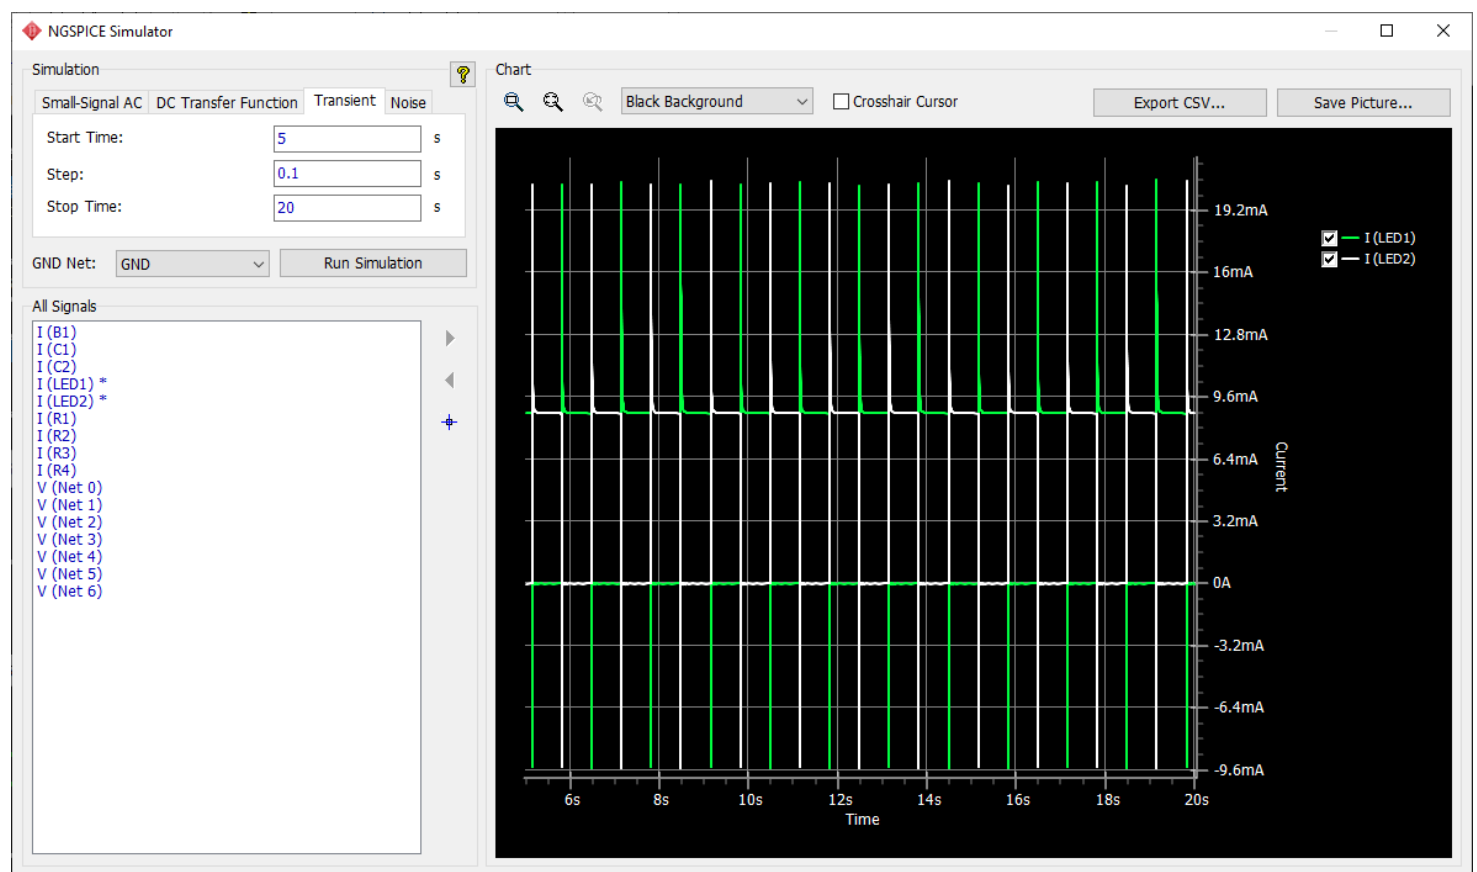 NGSPICE Simulator
Simulation
?
Small-Signal AC DC Transfer Function Transient Noise
Start Time: 5 s
Step: 0.1 s
Stop Time: 20 s
GND Net: GND Run Simulation
All Signals
I (B1)
I (C1)
I (C2)
I (LED1) *
I (LED2) *
I (R1)
I (R2)
I (R3)
I (R4)
V (Net 0)
V (Net 1)
V (Net 2)
V (Net 3)
V (Net 4)
V (Net 5)
V (Net 6)
Chart
Black Background Crosshair Cursor Export CSV... Save Picture...
19.2mA
16mA
12.8mA
9.6mA
6.4mA
3.2mA
0A
-3.2mA
-6.4mA
-9.6mA
Current
I (LED1)
I (LED2)
6s 8s 10s 12s 14s 16s 18s 20s
Time